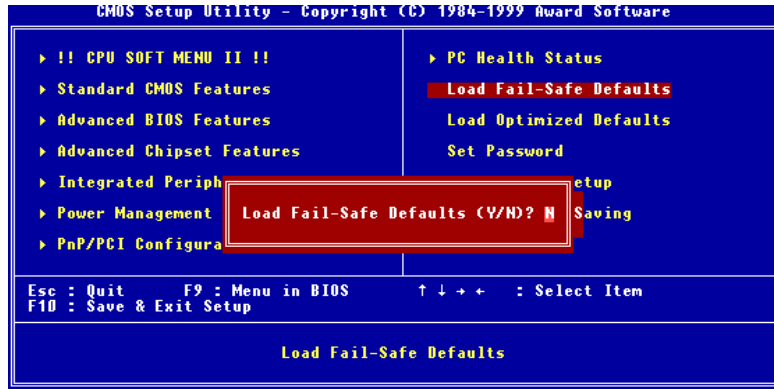 CMOS Setup Utility - Copyright (C) 1984-1999 Award Software
!! CPU SOFT MENU II !!
Standard CMOS Features
Advanced BIOS Features
Advanced Chipset Features
Integrated Periph
Power Management
PnP/PCI Configura
PC Health Status
Load Fail-Safe Defaults
Load Optimized Defaults
Set Password
etup
Saving
Load Fail-Safe Defaults (Y/N)? N
Esc : Quit F9 : Menu in BIOS ↑ ↓ → ← : Select Item
F10 : Save & Exit Setup
Load Fail-Safe Defaults